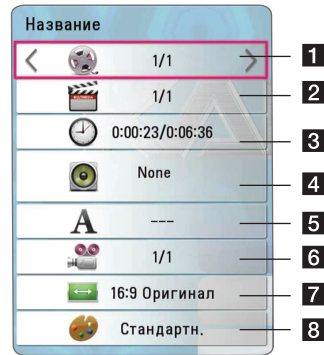 Название
1/1 1
1/1 2
0:00:23/0:06:36 3
None 4
A --- 5
1/1 6
16:9 Оригинал 7
Стандартн. 8